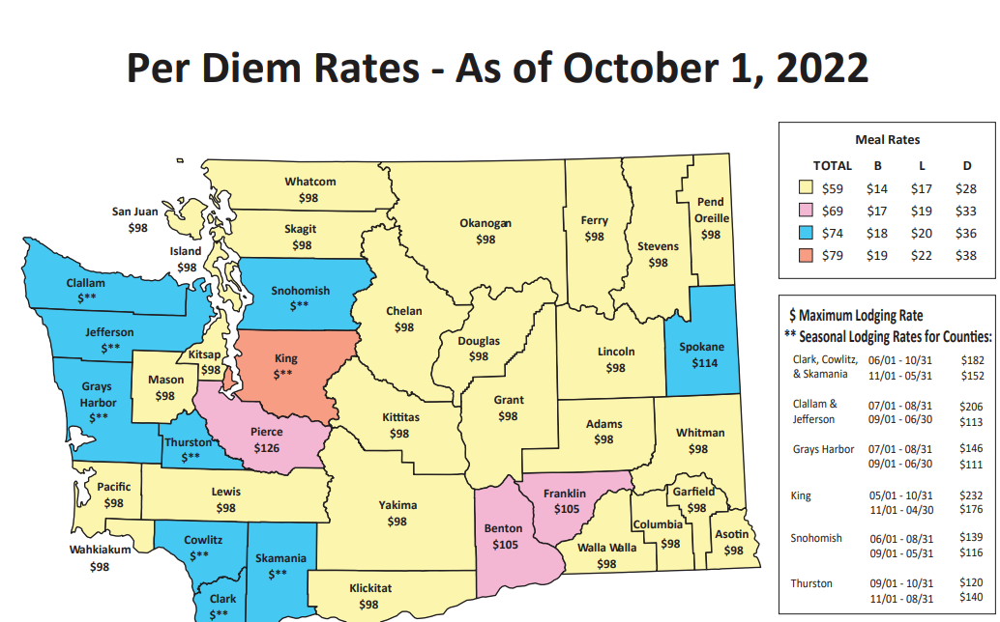 Per Diem Rates - As of October 1, 2022
Meal Rates
TOTAL B L D
$59 $14 $17 $28
$69 $17 $19 $33
$74 $18 $20 $36
$79 $19 $22 $38
$ Maximum Lodging Rate
** Seasonal Lodging Rates for Counties:
Clark, Cowlitz, 06/01 - 10/31 $182
& Skamania 11/01 - 05/31 $152
Clallam & 07/01 - 08/31 $206
Jefferson 09/01 - 06/30 $113
Grays Harbor 07/01 - 08/31 $146
09/01 - 06/30 $111
King 05/01 - 10/31 $232
11/01 - 04/30 $176
Snohomish 06/01 - 08/31 $139
09/01 - 05/31 $116
Thurston 09/01 - 10/31 $120
11/01 - 08/31 $140
Whatcom
$98
San Juan
$98
Skagit
$98
Island
$98
Okanogan
$98
Ferry
$98
Stevens
$98
Pend
Oreille
$98
Clallam
$**
Snohomish
$**
Jefferson
$**
Chelan
$98
Kitsap
$98
King
$**
Douglas
$98
Lincoln
$98
Spokane
$114
Grays
Harbor
$**
Mason
$98
Thurston
$**
Pierce
$126
Kittitas
$98
Grant
$98
Adams
$98
Whitman
$98
Pacific
$98
Lewis
$98
Yakima
$98
Franklin
$105
Benton
$105
Garfield
$98
Columbia
$98
Walla Walla
$98
Asotin
$98
Wahkiakum
$98
Cowlitz
$**
Skamania
$**
Clark
$**
Klickitat
$98